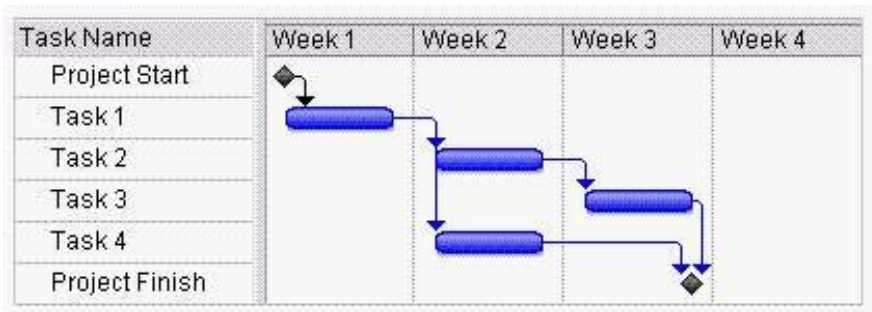 Task Name Week 1 Week 2 Week 3 Week 4
Project Start
Task 1
Task 2
Task 3
Task 4
Project Finish